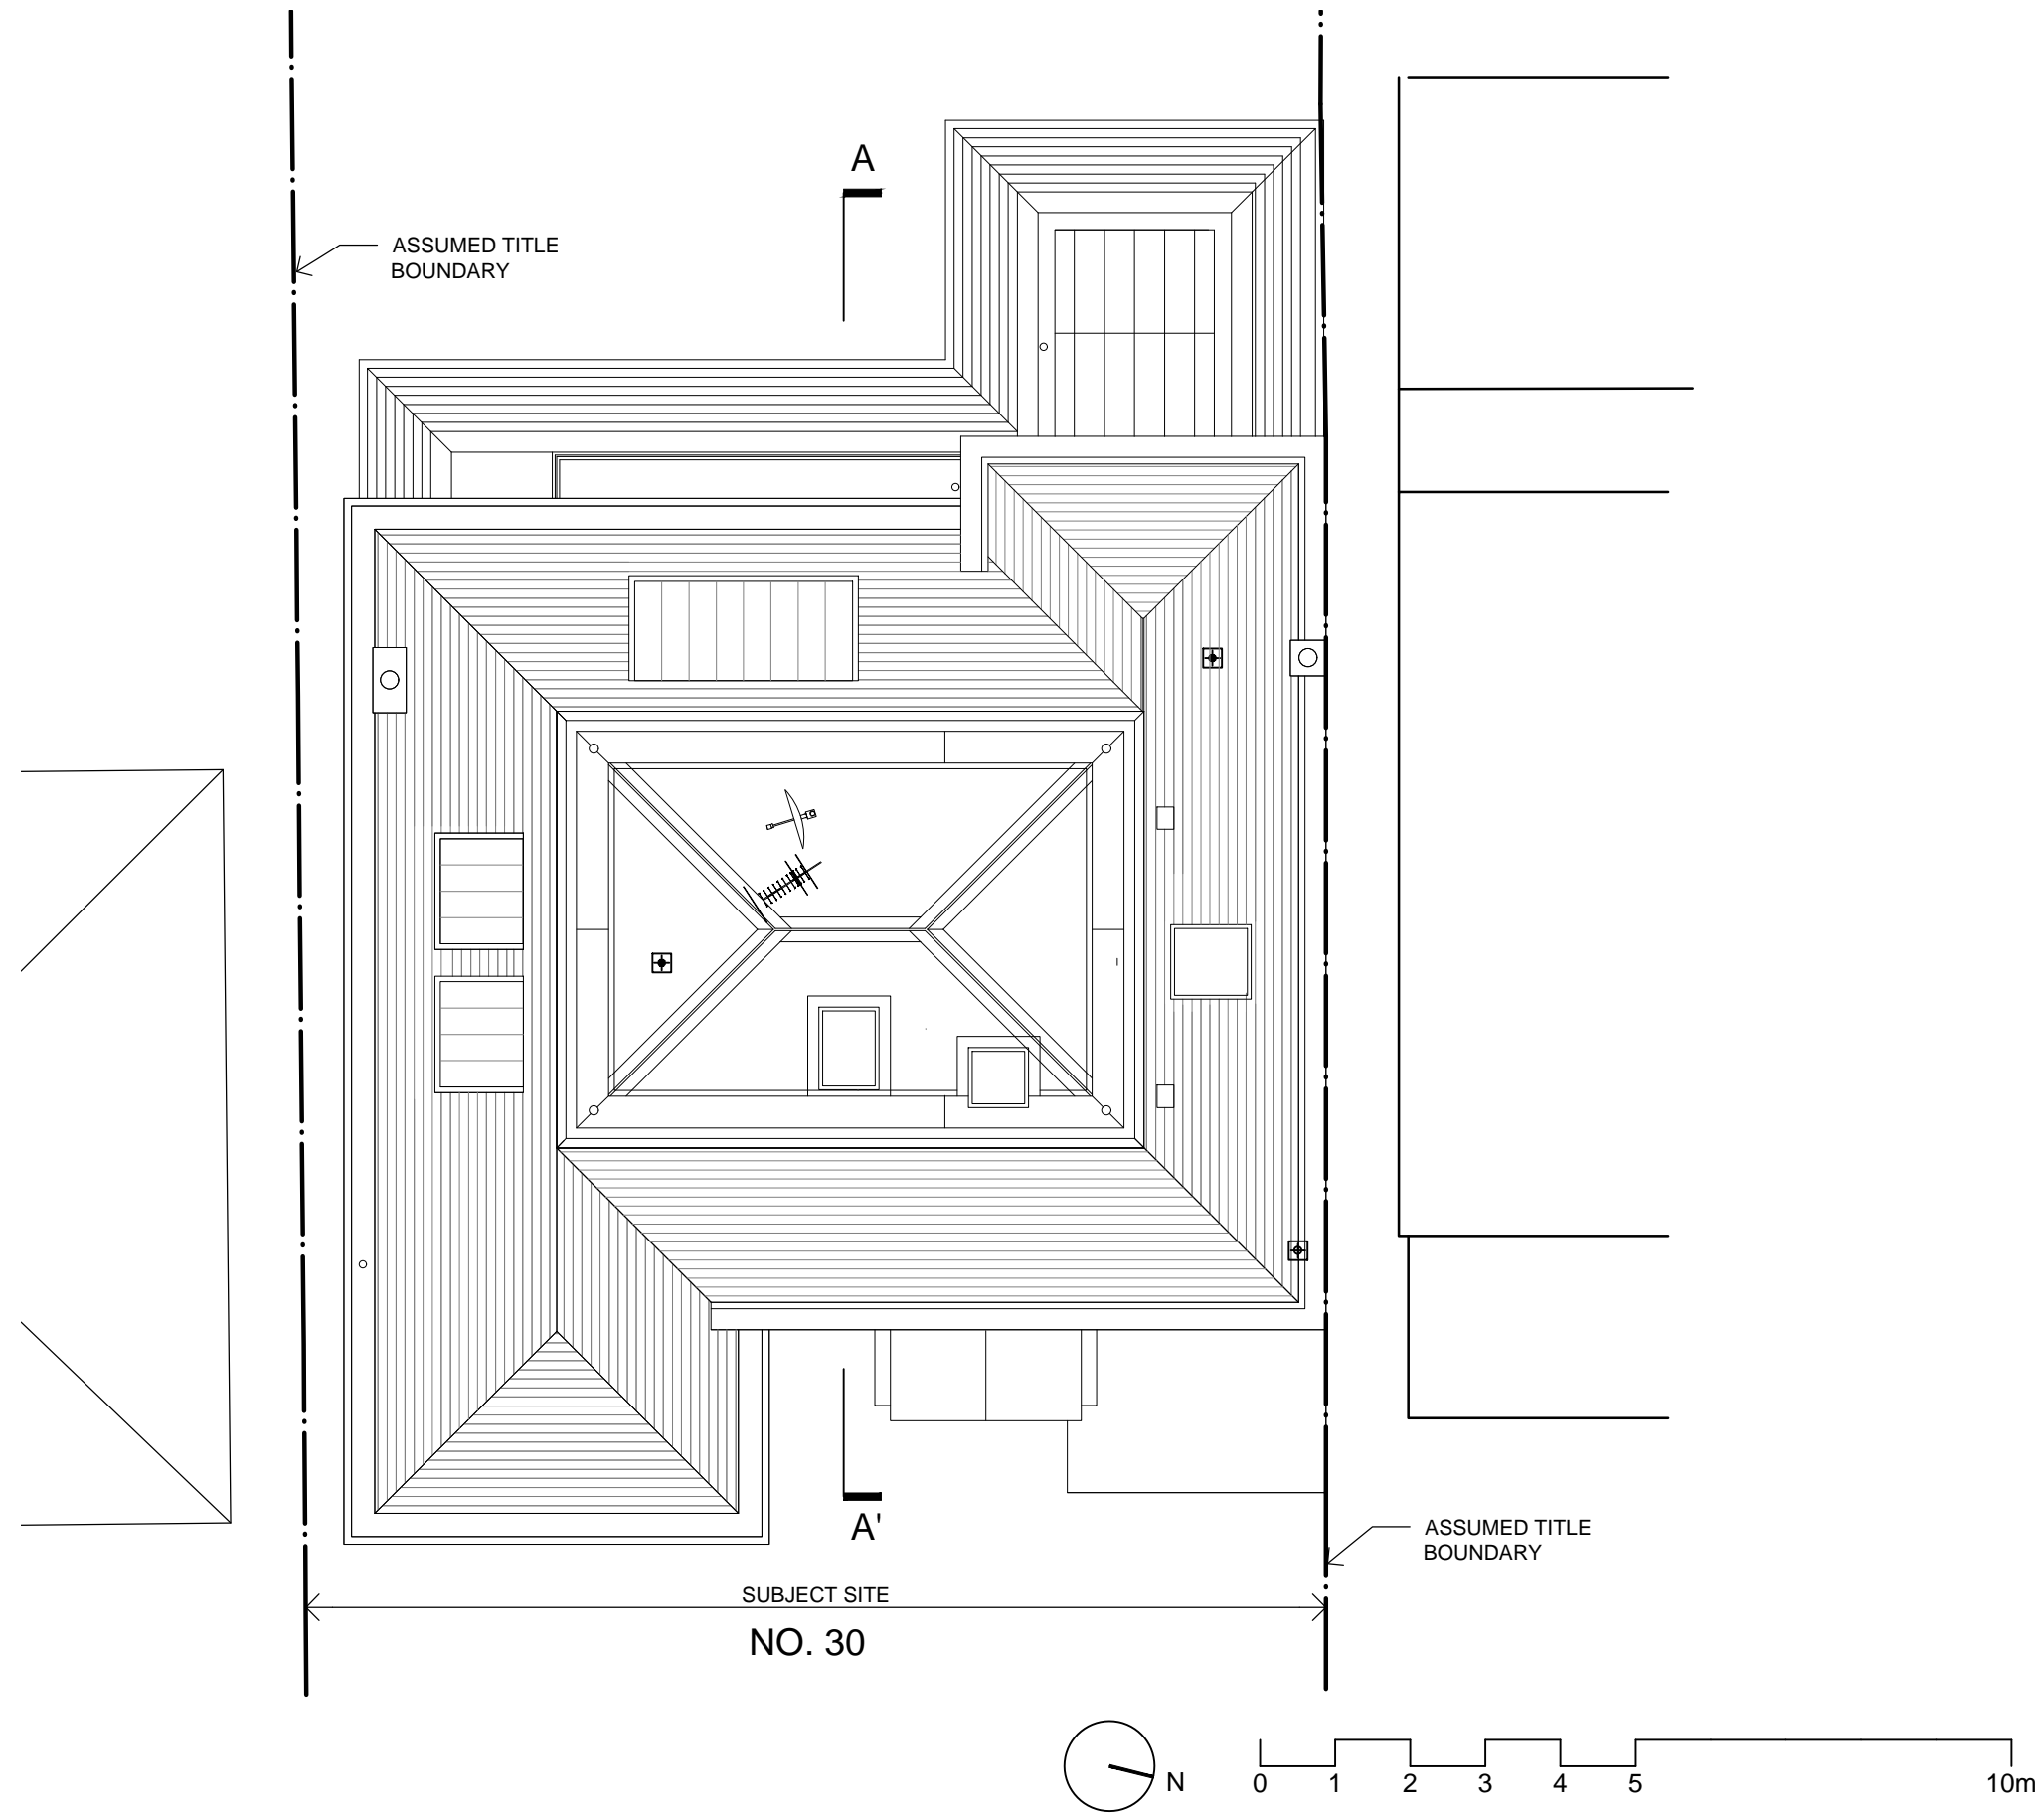 A
ASSUMED TITLE
BOUNDARY
A'
ASSUMED TITLE
BOUNDARY
SUBJECT SITE
NO. 30
N
0 1 2 3 4 5 10m